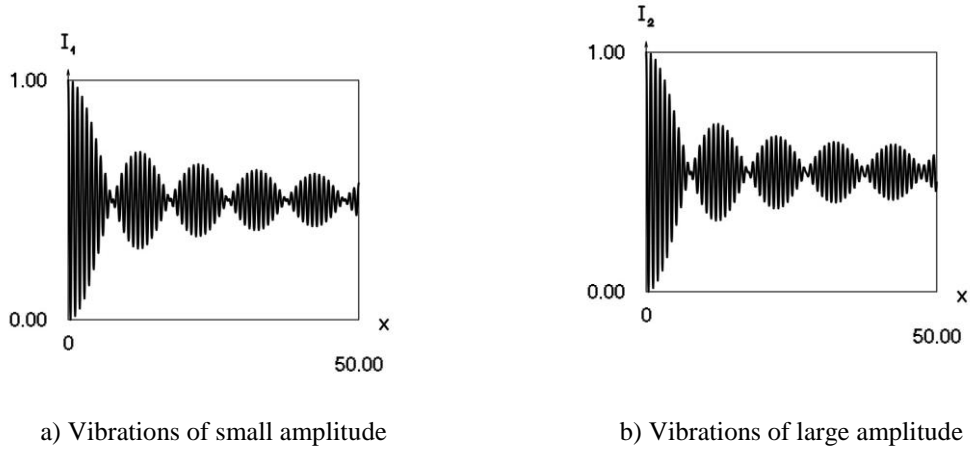 I₁
1.00
0.00
0
x
50.00
a) Vibrations of small amplitude
I₂
1.00
0.00
0
x
50.00
b) Vibrations of large amplitude